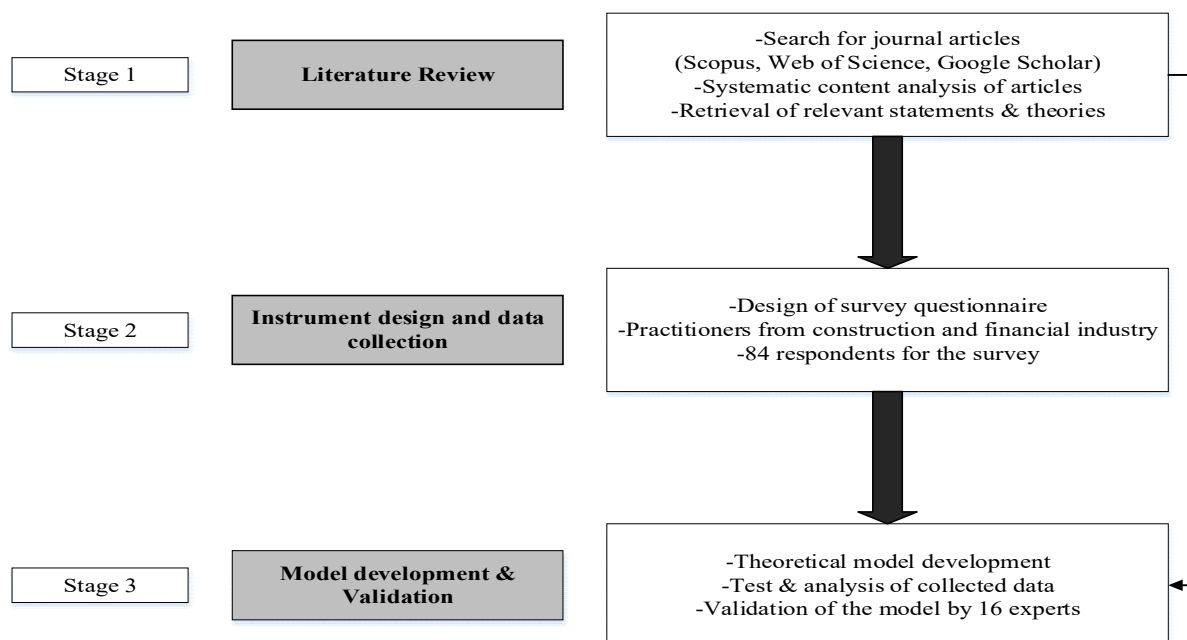 Stage 1
Literature Review
-Search for journal articles
(Scopus, Web of Science, Google Scholar)
-Systematic content analysis of articles
-Retrieval of relevant statements & theories
Stage 2
Instrument design and data
collection
-Design of survey questionnaire
-Practitioners from construction and financial industry
-84 respondents for the survey
Stage 3
Model development &
Validation
-Theoretical model development
-Test & analysis of collected data
-Validation of the model by 16 experts